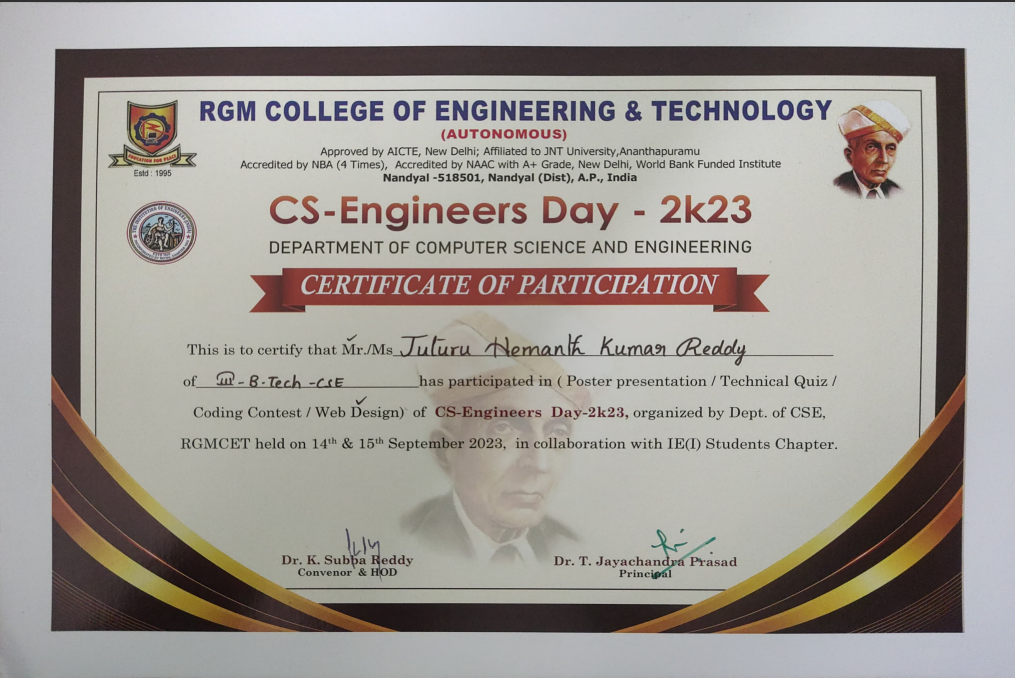 RGM COLLEGE OF ENGINEERING & TECHNOLOGY
(AUTONOMOUS)
Approved by AICTE, New Delhi; Affiliated to JNT University,Ananthapuramu
Accredited by NBA (4 Times), Accredited by NAAC with A+ Grade, New Delhi, World Bank Funded Institute
Nandyal -518501, Nandyal (Dist), A.P., India
EDUCATION FOR PEACE
Estd : 1995
CS-Engineers Day - 2k23
DEPARTMENT OF COMPUTER SCIENCE AND ENGINEERING
CERTIFICATE OF PARTICIPATION
This is to certify that Mr./Ms Juturu Hemanth Kumar Reddy
of III - B.Tech - CSE has participated in ( Poster presentation / Technical Quiz /
Coding Contest / Web Design) of CS-Engineers Day-2k23, organized by Dept. of CSE,
RGMCET held on 14th & 15th September 2023, in collaboration with IE(I) Students Chapter.
Dr. K. Subba Reddy
Convenor & HOD
Dr. T. Jayachandra Prasad
Principal